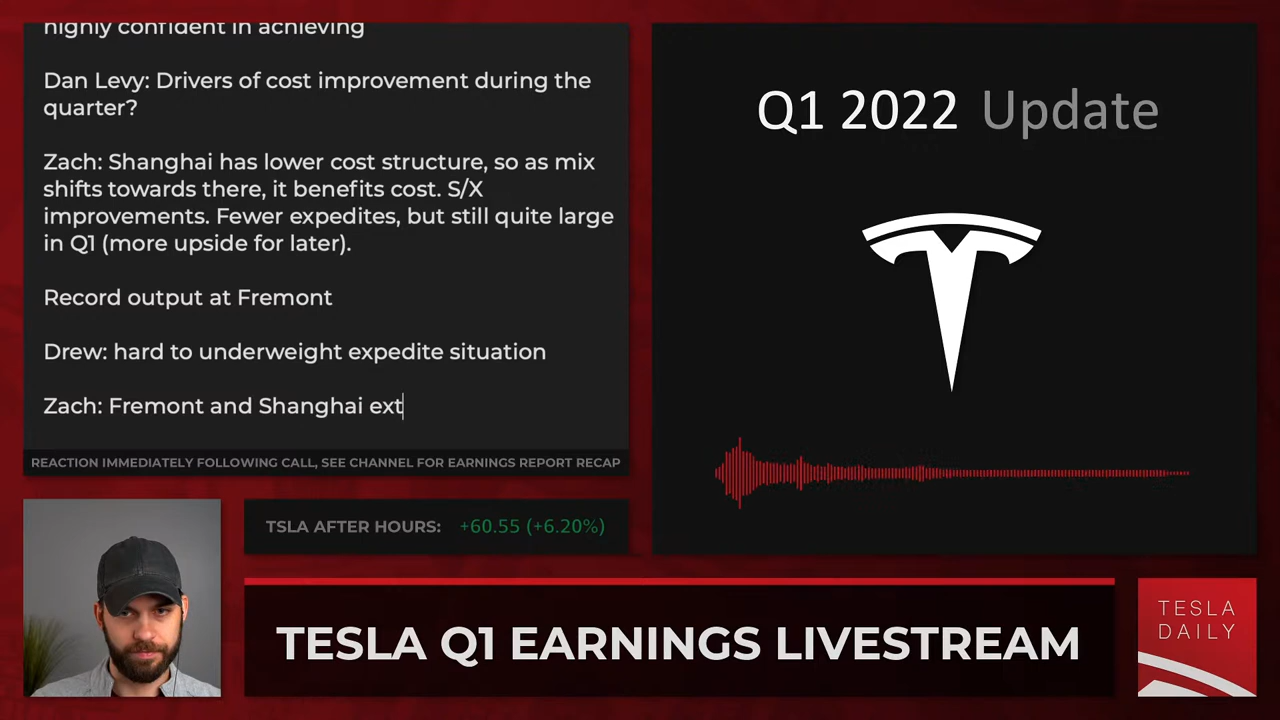 highly confident in achieving
Dan Levy: Drivers of cost improvement during the
quarter?
Zach: Shanghai has lower cost structure, so as mix
shifts towards there, it benefits cost. S/X
improvements. Fewer expedites, but still quite large
in Q1 (more upside for later).
Record output at Fremont
Drew: hard to underweight expedite situation
Zach: Fremont and Shanghai ext
REACTION IMMEDIATELY FOLLOWING CALL, SEE CHANNEL FOR EARNINGS REPORT RECAP
Q1 2022 Update
TSLA AFTER HOURS: +60.55 (+6.20%)
TESLA Q1 EARNINGS LIVESTREAM
TESLA
DAILY